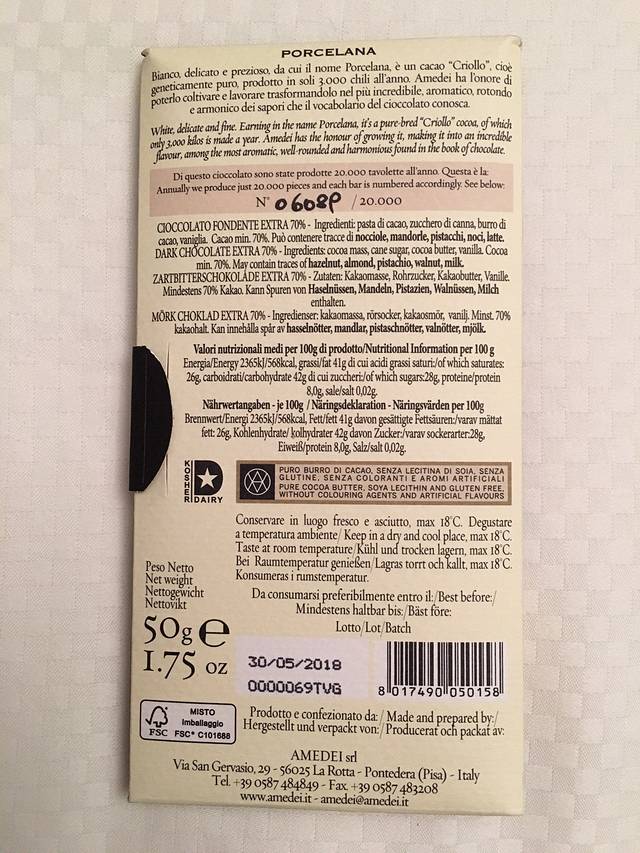 PORCELANA
Bianco, delicato e prezioso, da cui il nome Porcelana, è un cacao "Criollo", cioè
geneticamente puro, prodotto in soli 3.000 chili all'anno. Amedei ha l'onore di
poterlo coltivare e lavorare trasformandolo nel più incredibile, aromatico, rotondo
e armonico dei sapori che il vocabolario del cioccolato conosca.
White, delicate and fine. Earning in the name Porcelana, it's a pure-bred "Criollo" cocoa, of which
only 3,000 kilos is made a year. Amedei has the honour of growing it, making it into an incredible
flavour, among the most aromatic, well-rounded and harmonious found in the book of chocolate.
Di questo cioccolato sono state prodotte 20.000 tavolette all'anno. Questa è la:
Annually we produce just 20.000 pieces and each bar is numbered accordingly. See below:
N° 0608P / 20.000
CIOCCOLATO FONDENTE EXTRA 70% - Ingredienti: pasta di cacao, zucchero di canna, burro di
cacao, vaniglia. Cacao min. 70%. Può contenere tracce di nocciole, mandorle, pistacchi, noci, latte.
DARK CHOCOLATE EXTRA 70% - Ingredients: cocoa mass, cane sugar, cocoa butter, vanilla. Cocoa
min. 70%. May contain traces of hazelnut, almond, pistachio, walnut, milk.
ZARTBITTERSCHOKOLADE EXTRA 70% - Zutaten: Kakaomasse, Rohrzucker, Kakaobutter, Vanille.
Mindestens 70% Kakao. Kann Spuren von Haselnüssen, Mandeln, Pistazien, Walnüssen, Milch
enthalten.
MÖRK CHOKLAD EXTRA 70% - Ingredienser: kakaomassa, rörsocker, kakaosmör, vanilj. Minst. 70%
kakaohalt. Kan innehålla spår av hasselnötter, mandlar, pistaschnötter, valnötter, mjölk.
Valori nutrizionali medi per 100g di prodotto/Nutritional Information per 100 g
Energia/Energy 2365kJ/568kcal, grassi/fat 41g di cui acidi grassi saturi:/of which saturates:
26g, carboidrati/carbohydrate 42g di cui zuccheri:/of which sugars:28g, proteine/protein
8,0g, sale/salt 0,02g.
Nährwertangaben - je 100g / Näringsdeklaration - Näringsvärden per 100g
Brennwert/Energi 2365kJ/568kcal, Fett/fett 41g davon gesättigte Fettsäuren:/varav mättat
fett: 26g, Kohlenhydrate/ kolhydrater 42g davon Zucker:/varav sockerarter:28g,
Eiweiß/protein 8,0g, Salz/salt 0,02g.
KOSHER D DAIRY
PURO BURRO DI CACAO, SENZA LECITINA DI SOIA, SENZA
GLUTINE, SENZA COLORANTI E AROMI ARTIFICIALI
PURE COCOA BUTTER, SOYA LECITHIN AND GLUTEN FREE,
WITHOUT COLOURING AGENTS AND ARTIFICIAL FLAVOURS
Conservare in luogo fresco e asciutto, max 18°C. Degustare
a temperatura ambiente/ Keep in a dry and cool place, max 18°C.
Taste at room temperature/Kühl und trocken lagern, max 18°C.
Bei Raumtemperatur genießen/Lagras torrt och kallt, max 18°C.
Konsumeras i rumstemperatur.
Peso Netto
Net weight
Nettogewicht
Nettovikt
50g e
1.75 oz
Da consumarsi preferibilmente entro il:/Best before:/
Mindestens haltbar bis:/Bäst före:
Lotto/Lot/Batch
30/05/2018
0000069TVG
8 017490 050158
FSC
MISTO
Imballaggio
FSC® C101688
Prodotto e confezionato da:/ Made and prepared by:/
Hergestellt und verpackt von:/ Producerat och packat av:
AMEDEI srl
Via San Gervasio, 29 - 56025 La Rotta - Pontedera (Pisa) - Italy
Tel. +39 0587 484849 - Fax. +39 0587 483208
www.amedei.it - amedei@amedei.it